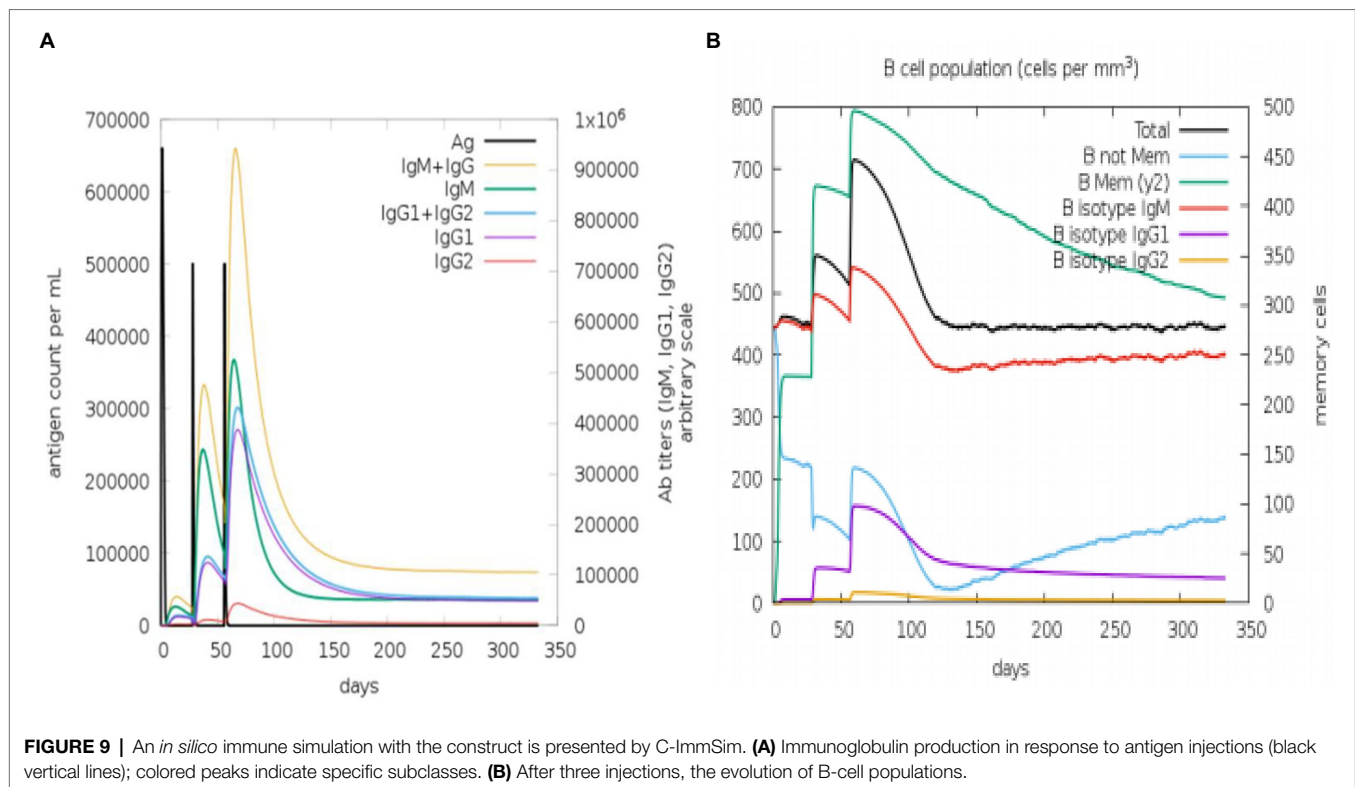 A
700000
600000
500000
400000
300000
200000
100000
0
antigen count per mL
Ag
IgM+IgG
IgM
IgG1+IgG2
IgG1
IgG2
1x10⁶
900000
800000
700000
600000
500000
400000
300000
200000
100000
0
Ab titers (IgM, IgG1, IgG2)
arbitrary scale
0 50 100 150 200 250 300 350
days
B
B cell population (cells per mm³)
800
700
600
500
400
300
200
100
0
Total
B not Mem
B Mem (y2)
B isotype IgM
B isotype IgG1
B isotype IgG2
500
450
400
350
300
250
200
150
100
50
0
memory cells
0 50 100 150 200 250 300 350
days
FIGURE 9 | An in silico immune simulation with the construct is presented by C-ImmSim. (A) Immunoglobulin production in response to antigen injections (black
vertical lines); colored peaks indicate specific subclasses. (B) After three injections, the evolution of B-cell populations.